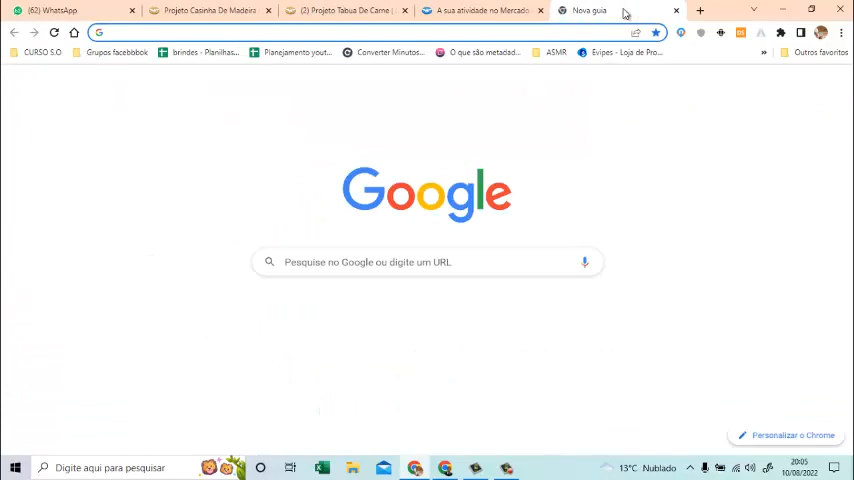 (62) WhatsApp
Projeto Casinha De Madeira
(2) Projeto Tabua De Carne |
A sua atividade no Mercado
Nova guia
CURSO S.O
Grupos facebbbok
brindes - Planilhas...
Planejamento yout...
Converter Minutos...
O que são metadad...
ASMR
Evipes - Loja de Pro...
»
Outros favoritos
Google
Pesquise no Google ou digite um URL
Personalizar o Chrome
Digite aqui para pesquisar
13°C Nublado
20:05
10/08/2022